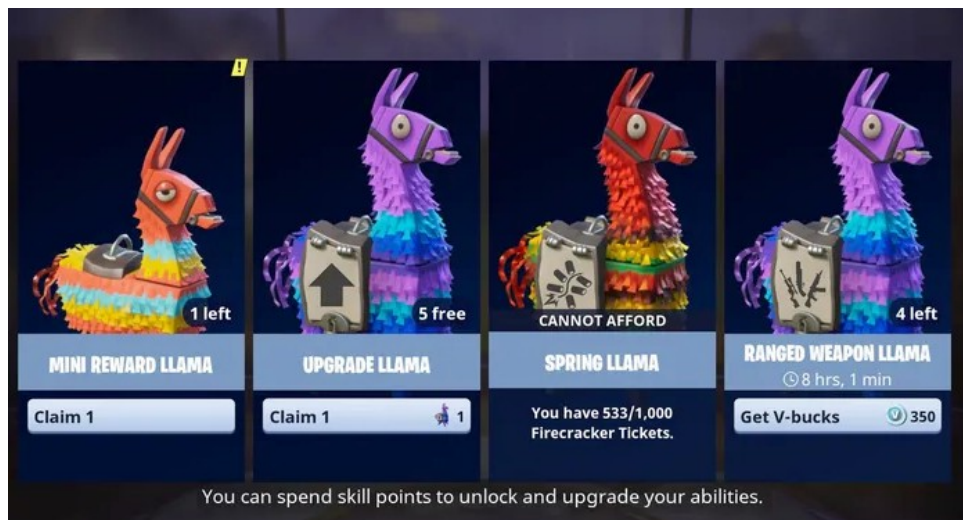 !
1 left
MINI REWARD LLAMA
Claim 1
5 free
UPGRADE LLAMA
Claim 1 1
CANNOT AFFORD
SPRING LLAMA
You have 533/1,000
Firecracker Tickets.
4 left
RANGED WEAPON LLAMA
8 hrs, 1 min
Get V-bucks V 350
You can spend skill points to unlock and upgrade your abilities.